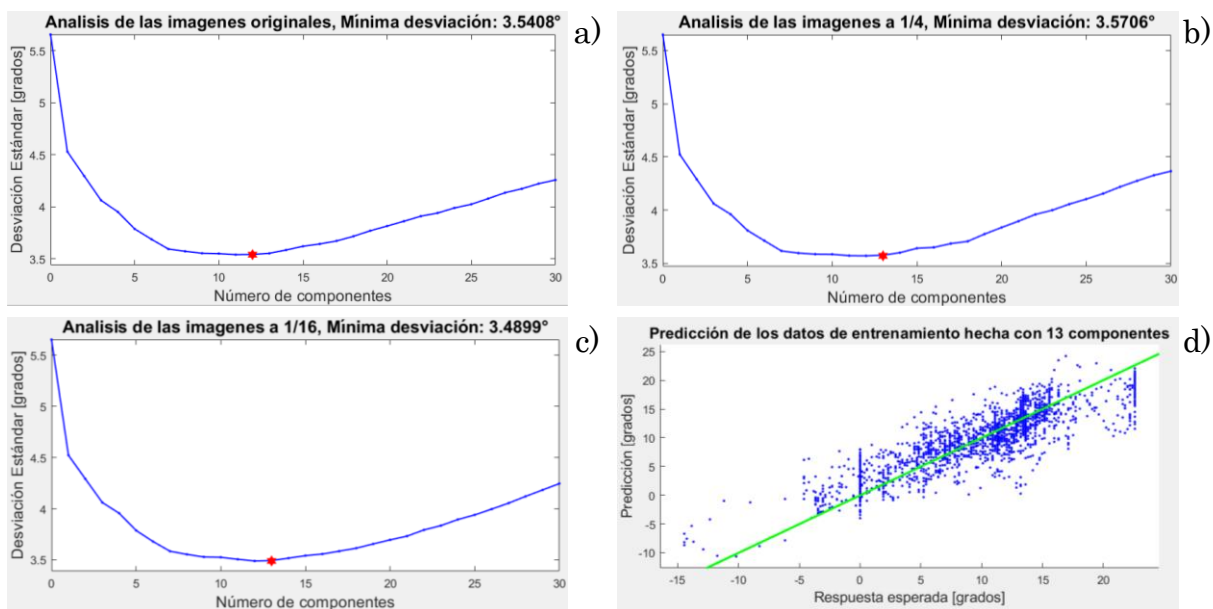 Analisis de las imagenes originales, Mínima desviación: 3.5408°
a)
Desviación Estándar [grados]
5.5
5
4.5
4
3.5
0 5 10 15 20 25 30
Número de componentes
Analisis de las imagenes a 1/4, Mínima desviación: 3.5706°
b)
Desviación Estándar [grados]
5.5
5
4.5
4
3.5
0 5 10 15 20 25 30
Número de componentes
Analisis de las imagenes a 1/16, Mínima desviación: 3.4899°
c)
Desviación Estándar [grados]
5.5
5
4.5
4
3.5
0 5 10 15 20 25 30
Número de componentes
Predicción de los datos de entrenamiento hecha con 13 componentes
d)
Predicción [grados]
25
20
15
10
5
0
-5
-10
-15 -10 -5 0 5 10 15 20
Respuesta esperada [grados]